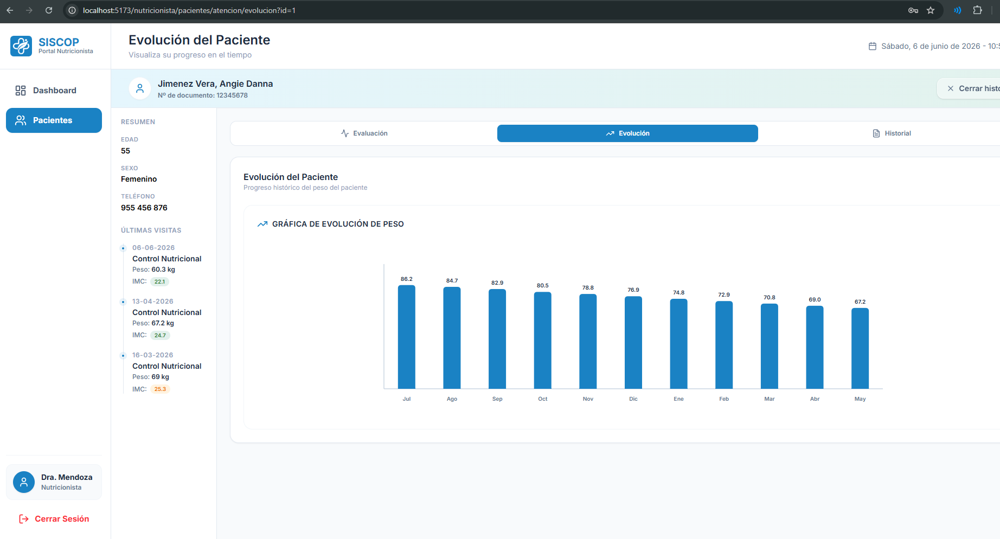 localhost:5173/nutricionista/pacientes/atencion/evolucion?id=1
SISCOP
Portal Nutricionista
Dashboard
Pacientes
Dra. Mendoza
Nutricionista
Cerrar Sesión
Evolución del Paciente
Visualiza su progreso en el tiempo
Sábado, 6 de junio de 2026 - 10:5
Jimenez Vera, Angie Danna
Nº de documento: 12345678
Cerrar histo
RESUMEN
EDAD
55
SEXO
Femenino
TELÉFONO
955 456 876
ÚLTIMAS VISITAS
06-06-2026
Control Nutricional
Peso: 60.3 kg
IMC: 22.1
13-04-2026
Control Nutricional
Peso: 67.2 kg
IMC: 24.7
16-03-2026
Control Nutricional
Peso: 69 kg
IMC: 25.3
Evaluación
Evolución
Historial
Evolución del Paciente
Progreso histórico del peso del paciente
GRÁFICA DE EVOLUCIÓN DE PESO
86.2 84.7 82.9 80.5 78.8 76.9 74.8 72.9 70.8 69.0 67.2
Jul Ago Sep Oct Nov Dic Ene Feb Mar Abr May